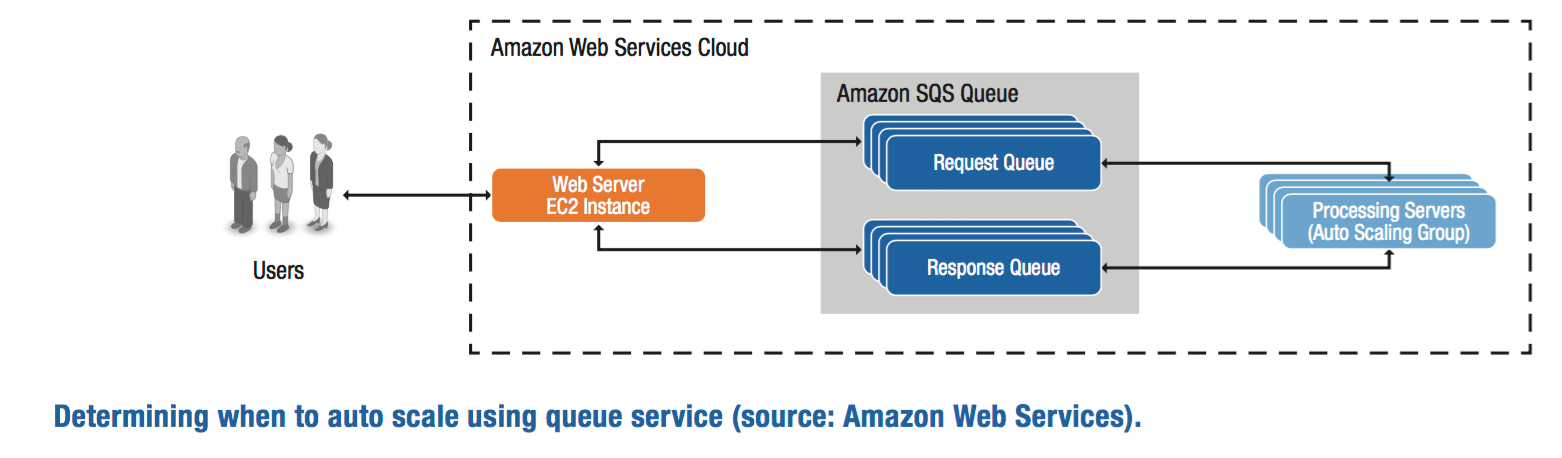 Amazon Web Services Cloud
Amazon SQS Queue
Request Queue
Web Server
EC2 Instance
Processing Servers
(Auto Scaling Group)
Response Queue
Users
Determining when to auto scale using queue service (source: Amazon Web Services).